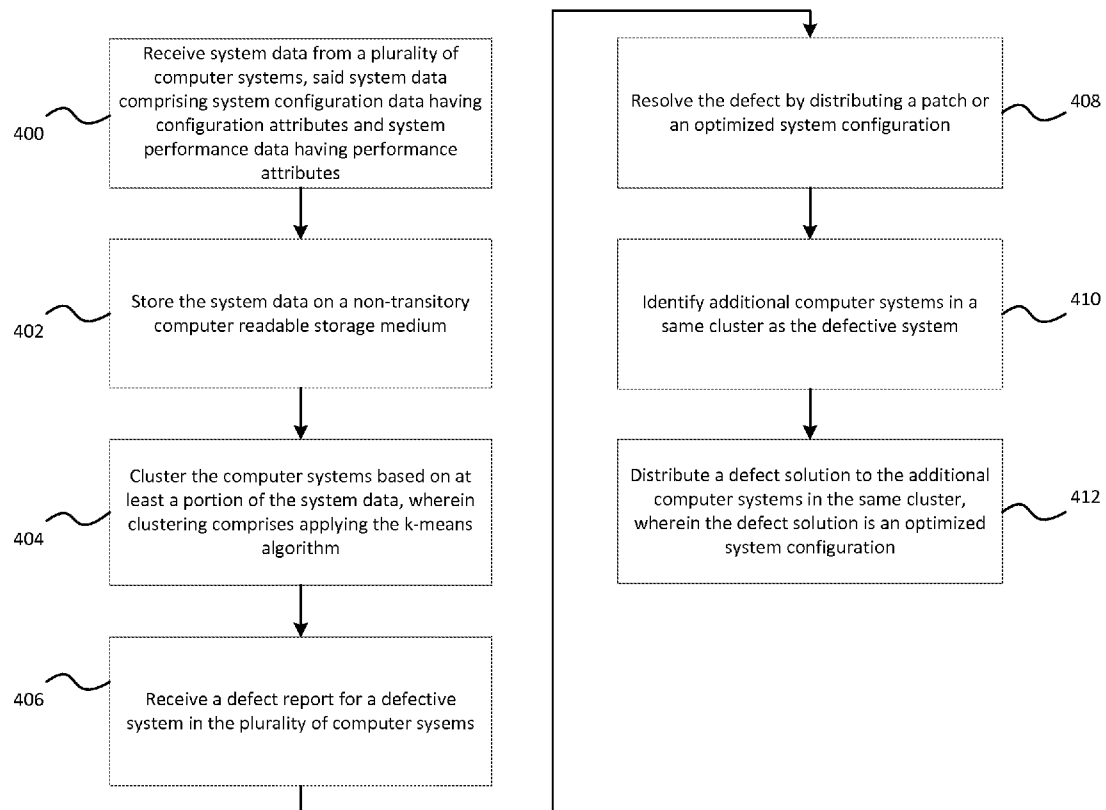 Receive system data from a plurality of
computer systems, said system data
comprising system configuration data having
configuration attributes and system
performance data having performance
attributes
400
Store the system data on a non-transitory
computer readable storage medium
402
Cluster the computer systems based on at
least a portion of the system data, wherein
clustering comprises applying the k-means
algorithm
404
Receive a defect report for a defective
system in the plurality of computer sysems
406
Resolve the defect by distributing a patch or
an optimized system configuration
408
Identify additional computer systems in a
same cluster as the defective system
410
Distribute a defect solution to the additional
computer systems in the same cluster,
wherein the defect solution is an optimized
system configuration
412